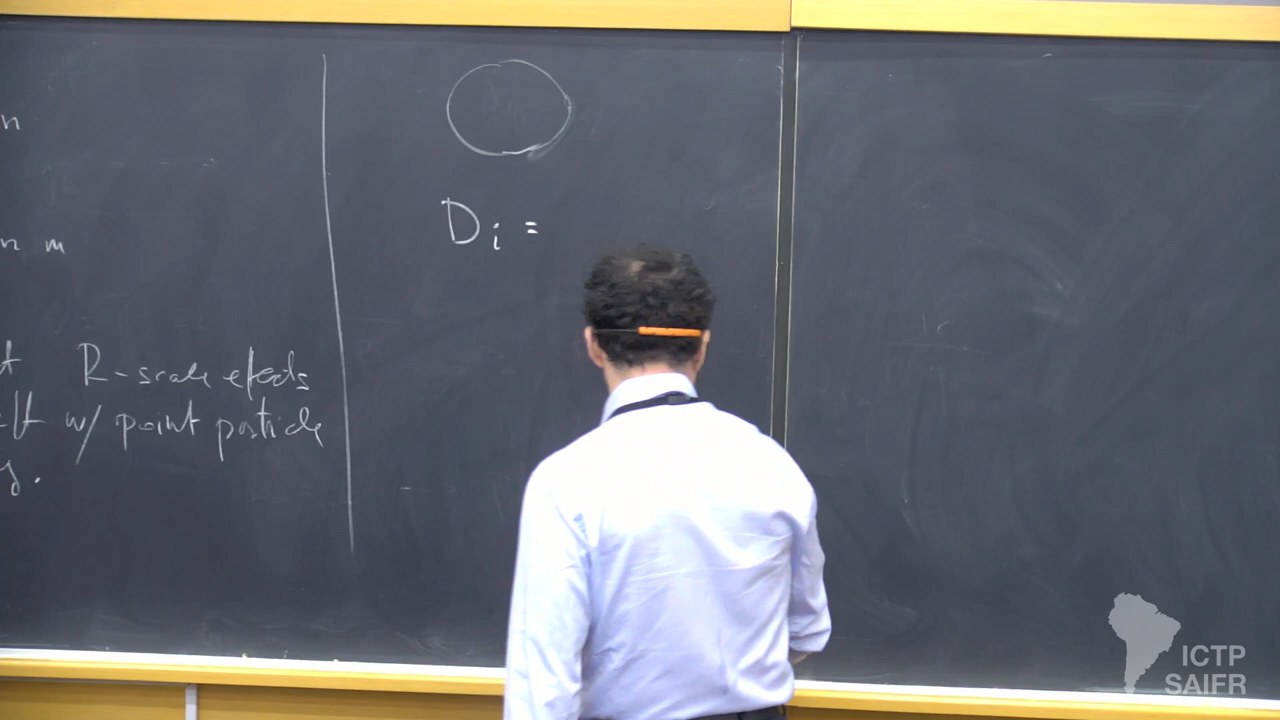 n
n m
R-scale effects
w/ point particle
y.
D_i =
ICTP
SAIFR